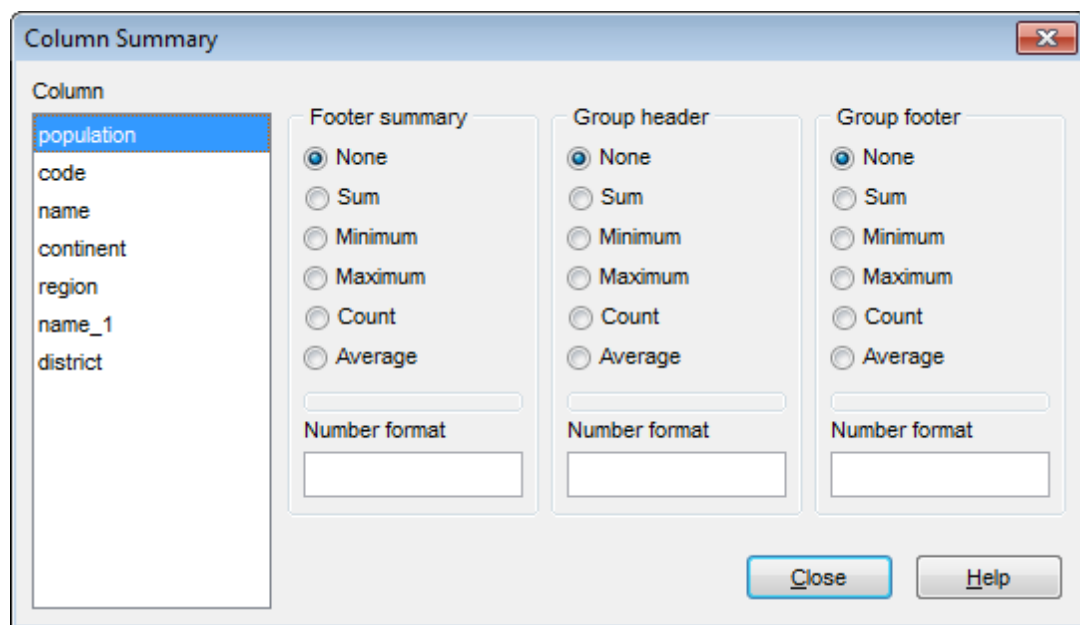 Column Summary
Column
population
code
name
continent
region
name_1
district
Footer summary
None
Sum
Minimum
Maximum
Count
Average
Number format
Group header
None
Sum
Minimum
Maximum
Count
Average
Number format
Group footer
None
Sum
Minimum
Maximum
Count
Average
Number format
Close
Help